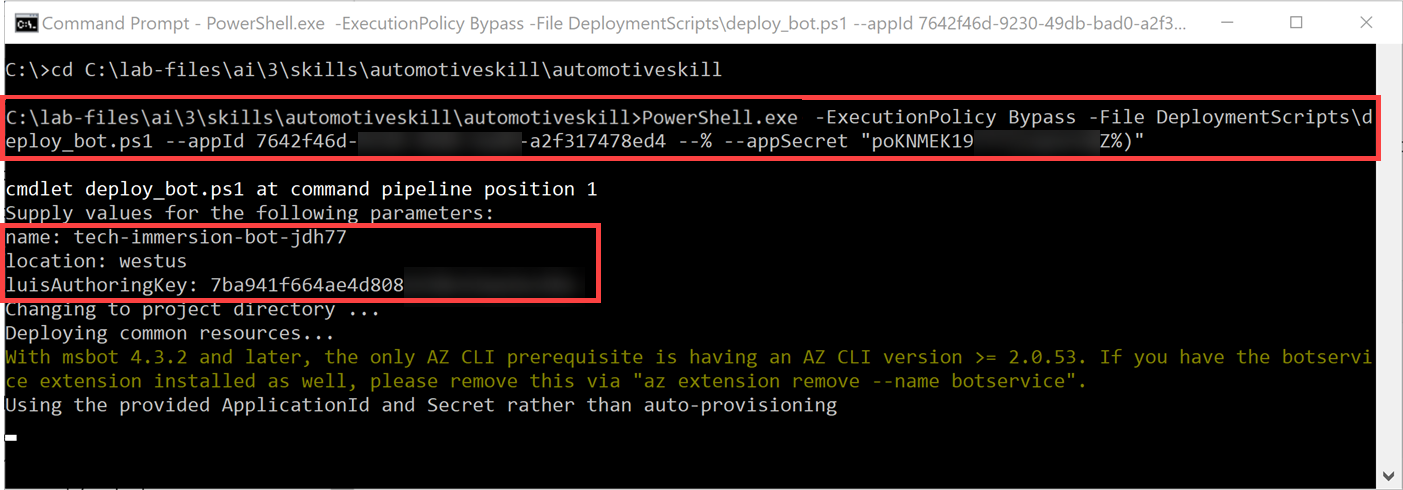 Command Prompt - PowerShell.exe -ExecutionPolicy Bypass -File DeploymentScripts\deploy_bot.ps1 --appId 7642f46d-9230-49db-bad0-a2f3...
C:\>cd C:\lab-files\ai\3\skills\automotiveskill\automotiveskill
C:\lab-files\ai\3\skills\automotiveskill\automotiveskill>PowerShell.exe -ExecutionPolicy Bypass -File DeploymentScripts\d
eploy_bot.ps1 --appId 7642f46d- -a2f317478ed4 --% --appSecret "poKNMEK19 Z%)"
cmdlet deploy_bot.ps1 at command pipeline position 1
Supply values for the following parameters:
name: tech-immersion-bot-jdh77
location: westus
luisAuthoringKey: 7ba941f664ae4d808
Changing to project directory ...
Deploying common resources...
With msbot 4.3.2 and later, the only AZ CLI prerequisite is having an AZ CLI version >= 2.0.53. If you have the botservi
ce extension installed as well, please remove this via "az extension remove --name botservice".
Using the provided ApplicationId and Secret rather than auto-provisioning